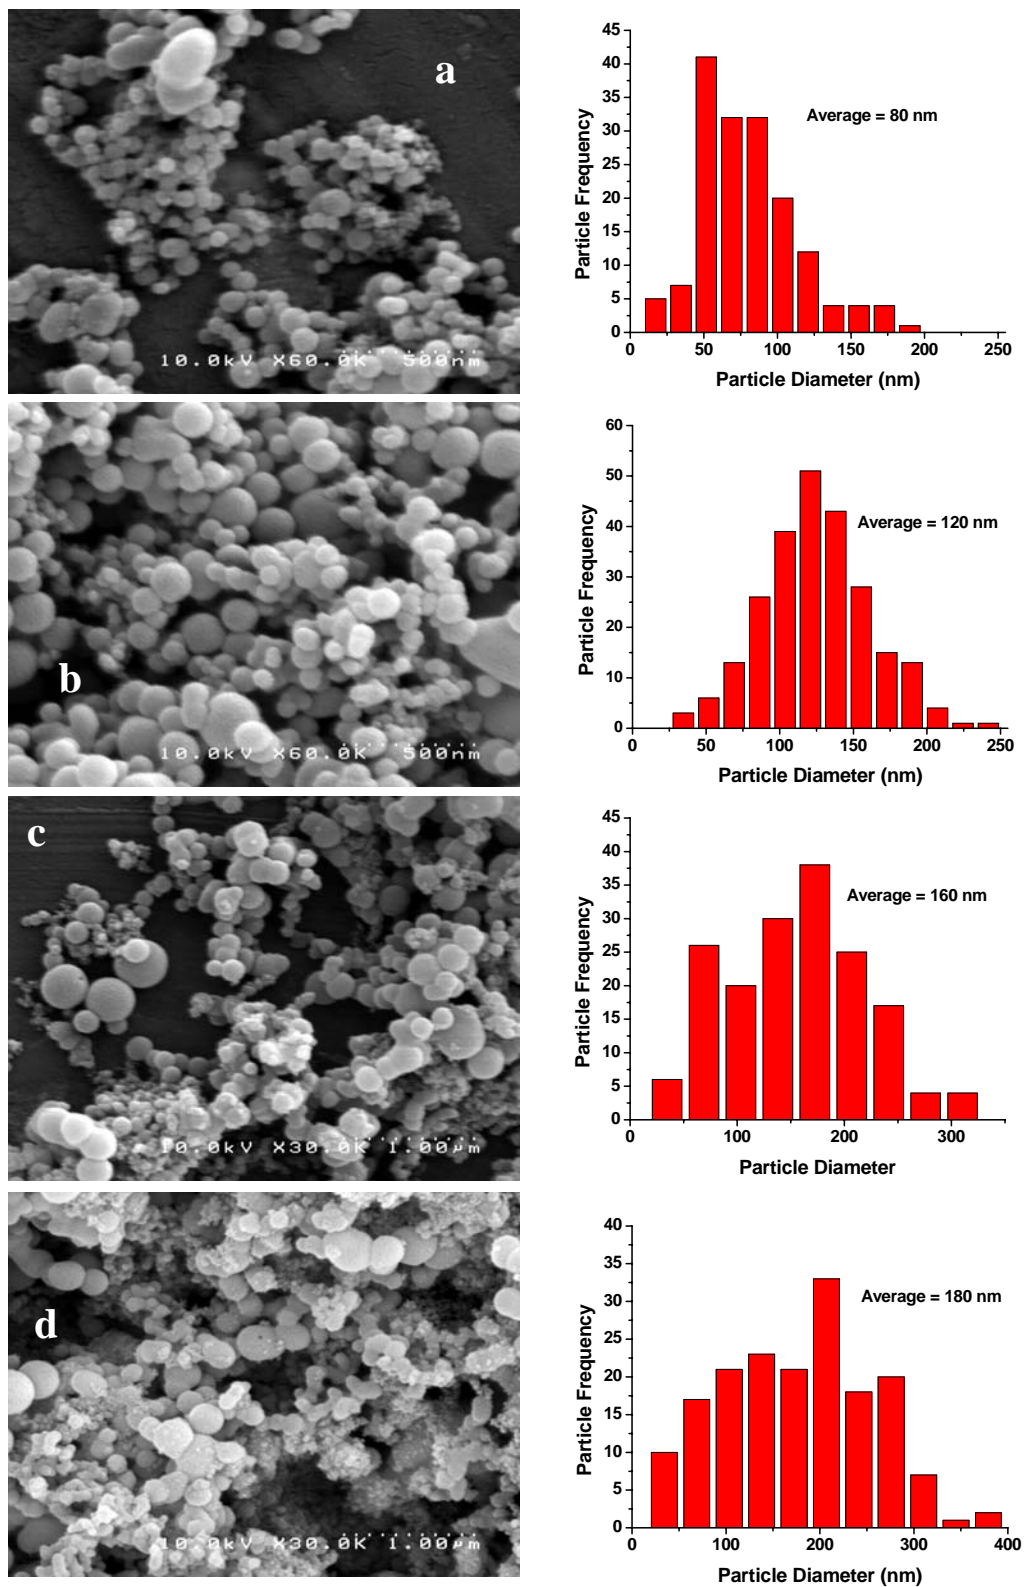 a
10.0kV X60.0K 500nm
45
40
35
30
25
20
15
10
5
0
Particle Frequency
Average = 80 nm
0 50 100 150 200 250
Particle Diameter (nm)
b
10.0kV X60.0K 500nm
60
50
40
30
20
10
0
Particle Frequency
Average = 120 nm
0 50 100 150 200 250
Particle Diameter (nm)
c
10.0kV X30.0K 1.00µm
45
40
35
30
25
20
15
10
5
0
Particle Frequency
Average = 160 nm
0 100 200 300
Particle Diameter
d
10.0kV X30.0K 1.00µm
40
35
30
25
20
15
10
5
0
Particle Frequency
Average = 180 nm
0 100 200 300 400
Particle Diameter (nm)